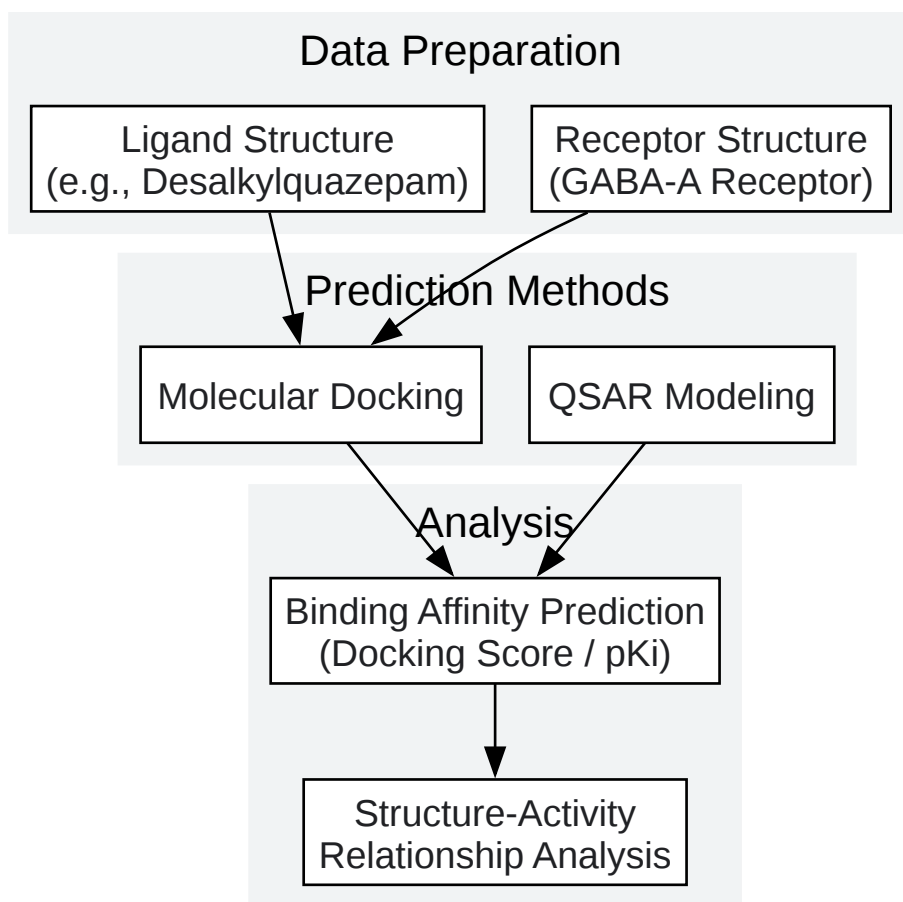 Data Preparation
Ligand Structure
(e.g., Desalkylquazepam)
Receptor Structure
(GABA-A Receptor)
Prediction Methods
Molecular Docking
QSAR Modeling
Analysis
Binding Affinity Prediction
(Docking Score / pKi)
Structure-Activity
Relationship Analysis